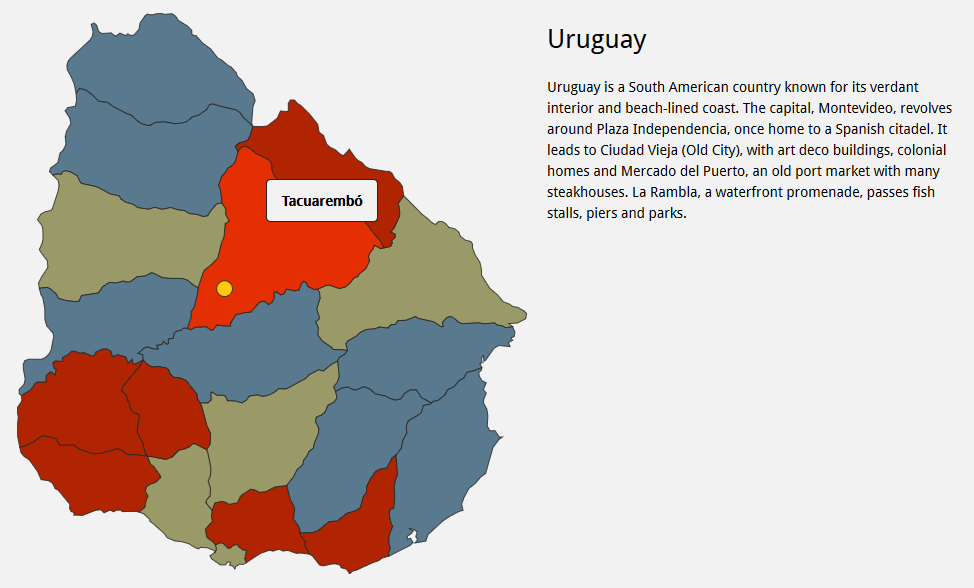 Uruguay
Uruguay is a South American country known for its verdant
interior and beach-lined coast. The capital, Montevideo, revolves
around Plaza Independencia, once home to a Spanish citadel. It
leads to Ciudad Vieja (Old City), with art deco buildings, colonial
homes and Mercado del Puerto, an old port market with many
steakhouses. La Rambla, a waterfront promenade, passes fish
stalls, piers and parks.
Tacuarembó